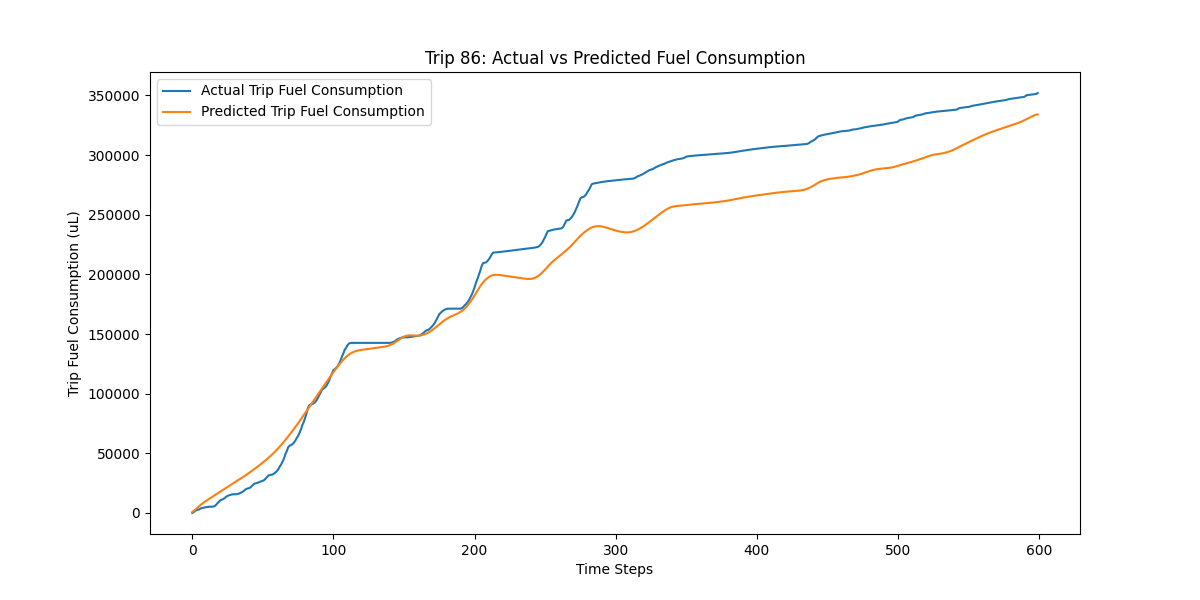 Trip 86: Actual vs Predicted Fuel Consumption
Actual Trip Fuel Consumption
Predicted Trip Fuel Consumption
Trip Fuel Consumption (uL)
350000
300000
250000
200000
150000
100000
50000
0
0 100 200 300 400 500 600
Time Steps